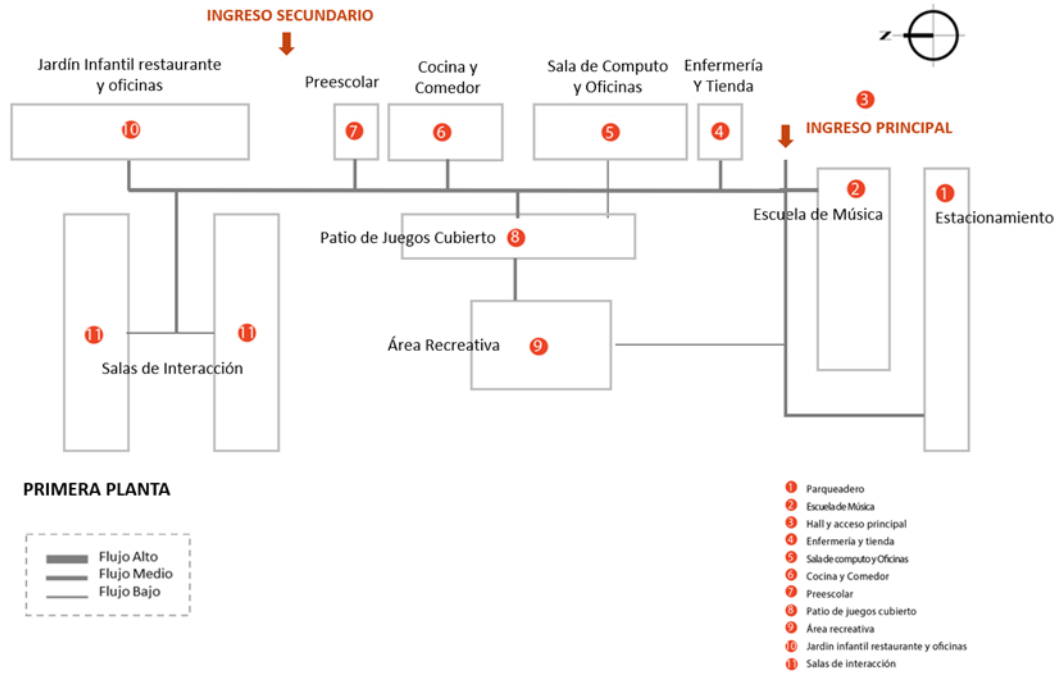 INGRESO SECUNDARIO
Z
Jardín Infantil restaurante
y oficinas
Preescolar
Cocina y
Comedor
Sala de Computo
y Oficinas
Enfermería
Y Tienda
3
INGRESO PRINCIPAL
10
7
6
5
4
2
1
Escuela de Música
Estacionamiento
Patio de Juegos Cubierto
8
11
11
Área Recreativa
9
Salas de Interacción
PRIMERA PLANTA
Flujo Alto
Flujo Medio
Flujo Bajo
1 Parqueadero
2 Escuela de Música
3 Hall y acceso principal
4 Enfermería y tienda
5 Sala de computo y Oficinas
6 Cocina y Comedor
7 Preescolar
8 Patio de juegos cubierto
9 Área recreativa
10 Jardin infantil restaurante y oficinas
11 Salas de interacción